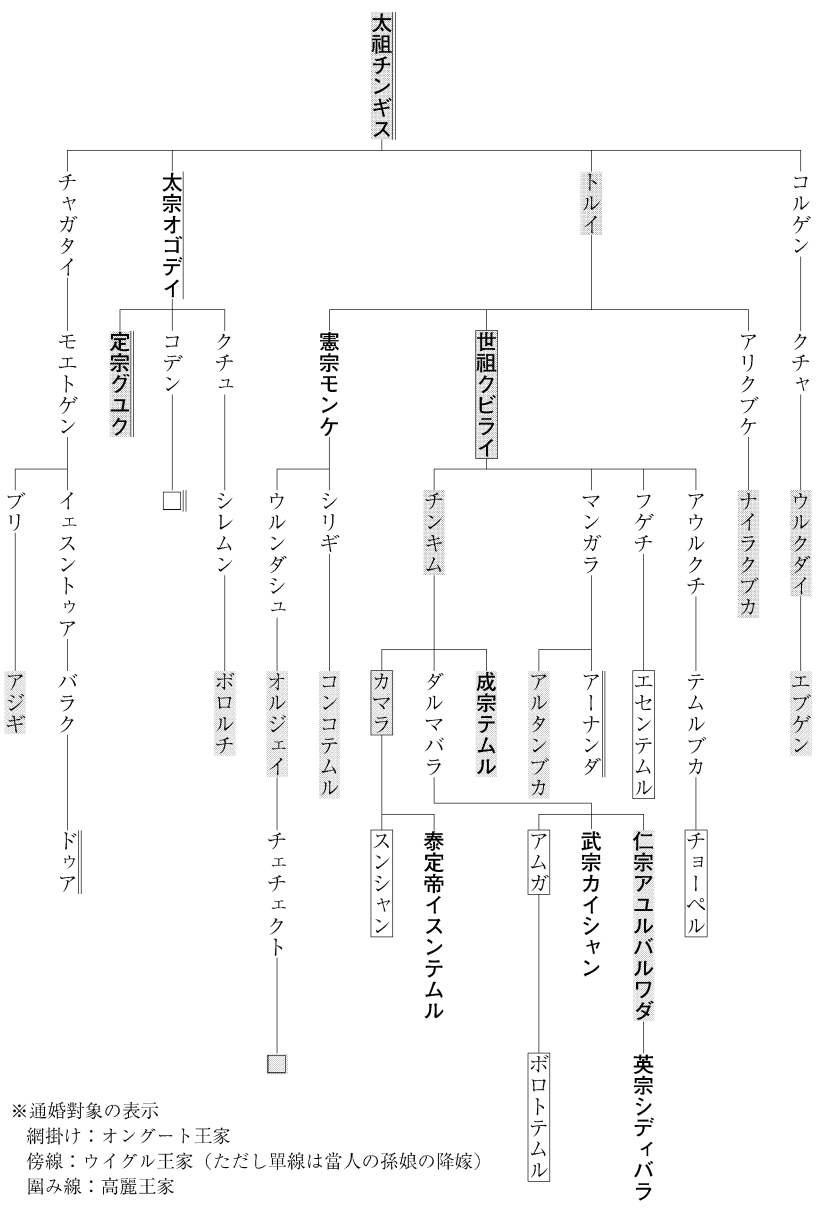 太祖チンギス
コルゲン
トルイ
太宗オゴデイ
チャガタイ
クチャ
アリクブケ
世祖クビライ
憲宗モンケ
クチュ
コデン
定宗グユク
モエトゲン
ウルクダイ
ナイラクブカ
アウルクチ
フゲチ
マンガラ
チンキム
シリギ
ウルンダシュ
シレムン
イェスントゥア
ブリ
エブゲン
テムルブカ
エセンテムル
アーナンダ
アルタンブカ
成宗テムル
ダルマバラ
カマラ
コンコテムル
オルジェイ
ボロルチ
バラク
アジギ
チョーペル
仁宗アユルバルワダ
武宗カイシャン
アムガ
泰定帝イスンテムル
スンシャン
チェチェクト
ドゥア
英宗シディバラ
ボロトテムル
※通婚對象の表示
網掛け：オングート王家
傍線：ウイグル王家（ただし單線は當人の孫娘の降嫁）
圍み線：高麗王家